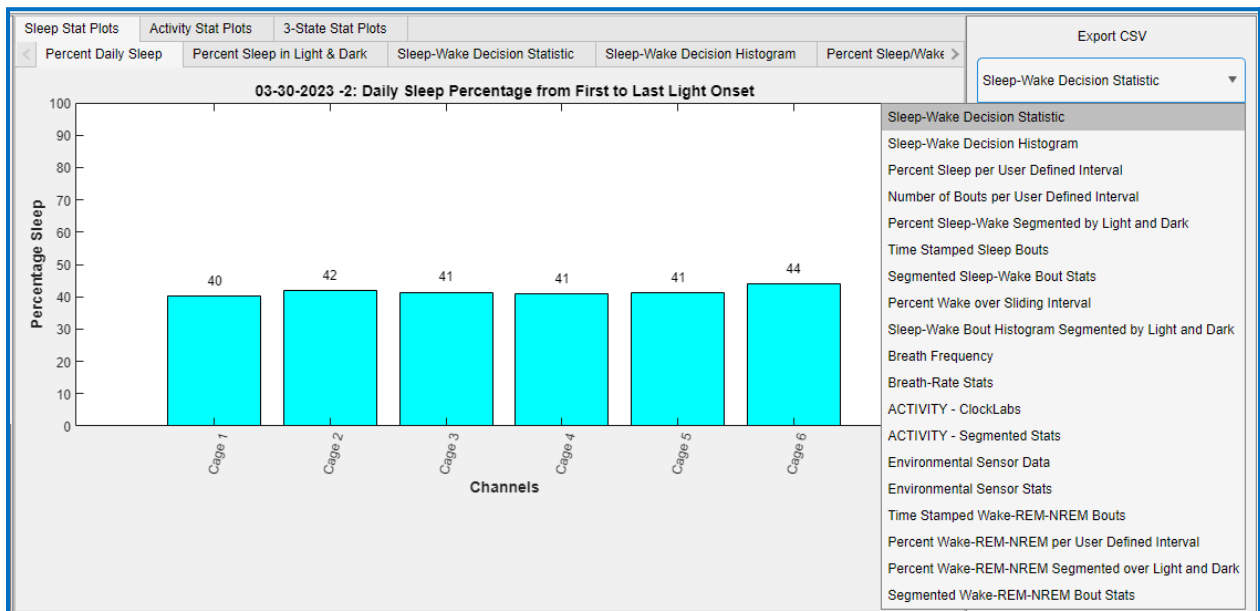 Sleep Stat Plots Activity Stat Plots 3-State Stat Plots
Percent Daily Sleep Percent Sleep in Light & Dark Sleep-Wake Decision Statistic Sleep-Wake Decision Histogram Percent Sleep/Wake
03-30-2023 -2: Daily Sleep Percentage from First to Last Light Onset
100
90
80
70
60
50
40
30
20
10
0
Percentage Sleep
40 42 41 41 41 44
Cage 1 Cage 2 Cage 3 Cage 4 Cage 5 Cage 6
Channels
Export CSV
Sleep-Wake Decision Statistic
Sleep-Wake Decision Statistic
Sleep-Wake Decision Histogram
Percent Sleep per User Defined Interval
Number of Bouts per User Defined Interval
Percent Sleep-Wake Segmented by Light and Dark
Time Stamped Sleep Bouts
Segmented Sleep-Wake Bout Stats
Percent Wake over Sliding Interval
Sleep-Wake Bout Histogram Segmented by Light and Dark
Breath Frequency
Breath-Rate Stats
ACTIVITY - ClockLabs
ACTIVITY - Segmented Stats
Environmental Sensor Data
Environmental Sensor Stats
Time Stamped Wake-REM-NREM Bouts
Percent Wake-REM-NREM per User Defined Interval
Percent Wake-REM-NREM Segmented over Light and Dark
Segmented Wake-REM-NREM Bout Stats